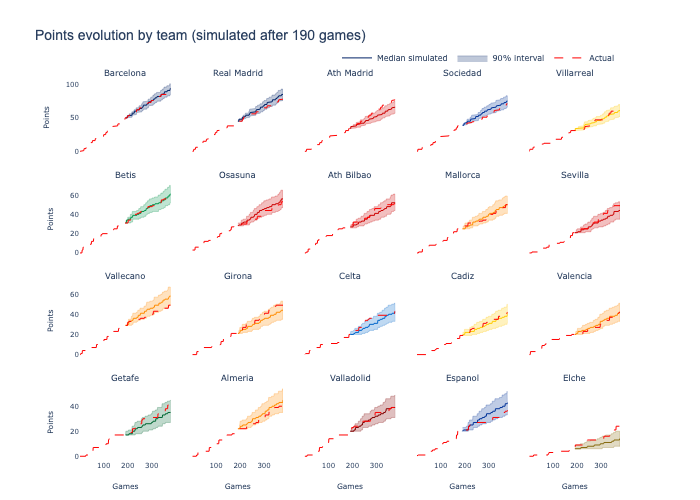 Points evolution by team (simulated after 190 games)
Median simulated 90% interval Actual
Barcelona Real Madrid Ath Madrid Sociedad Villarreal
100
50
0
Points
Betis Osasuna Ath Bilbao Mallorca Sevilla
60
40
20
0
Points
Vallecano Girona Celta Cadiz Valencia
60
40
20
0
Points
Getafe Almeria Valladolid Espanol Elche
40
20
0
Points
100 200 300 100 200 300 100 200 300 100 200 300 100 200 300
Games Games Games Games Games